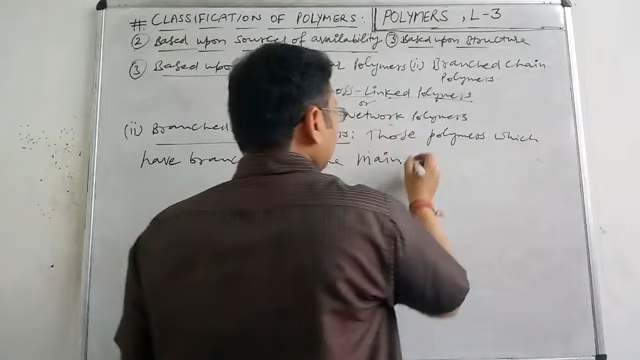 # CLASSIFICATION OF POLYMERS. POLYMERS, L-3
② Based upon sources of availability ③ Based upon structure
③ Based upo Polymers (ii) Branched Chain
Polymers.
oss-Linked Polymers
or
Network Polymers
(ii) Branched s: Those polymers which
have branc main